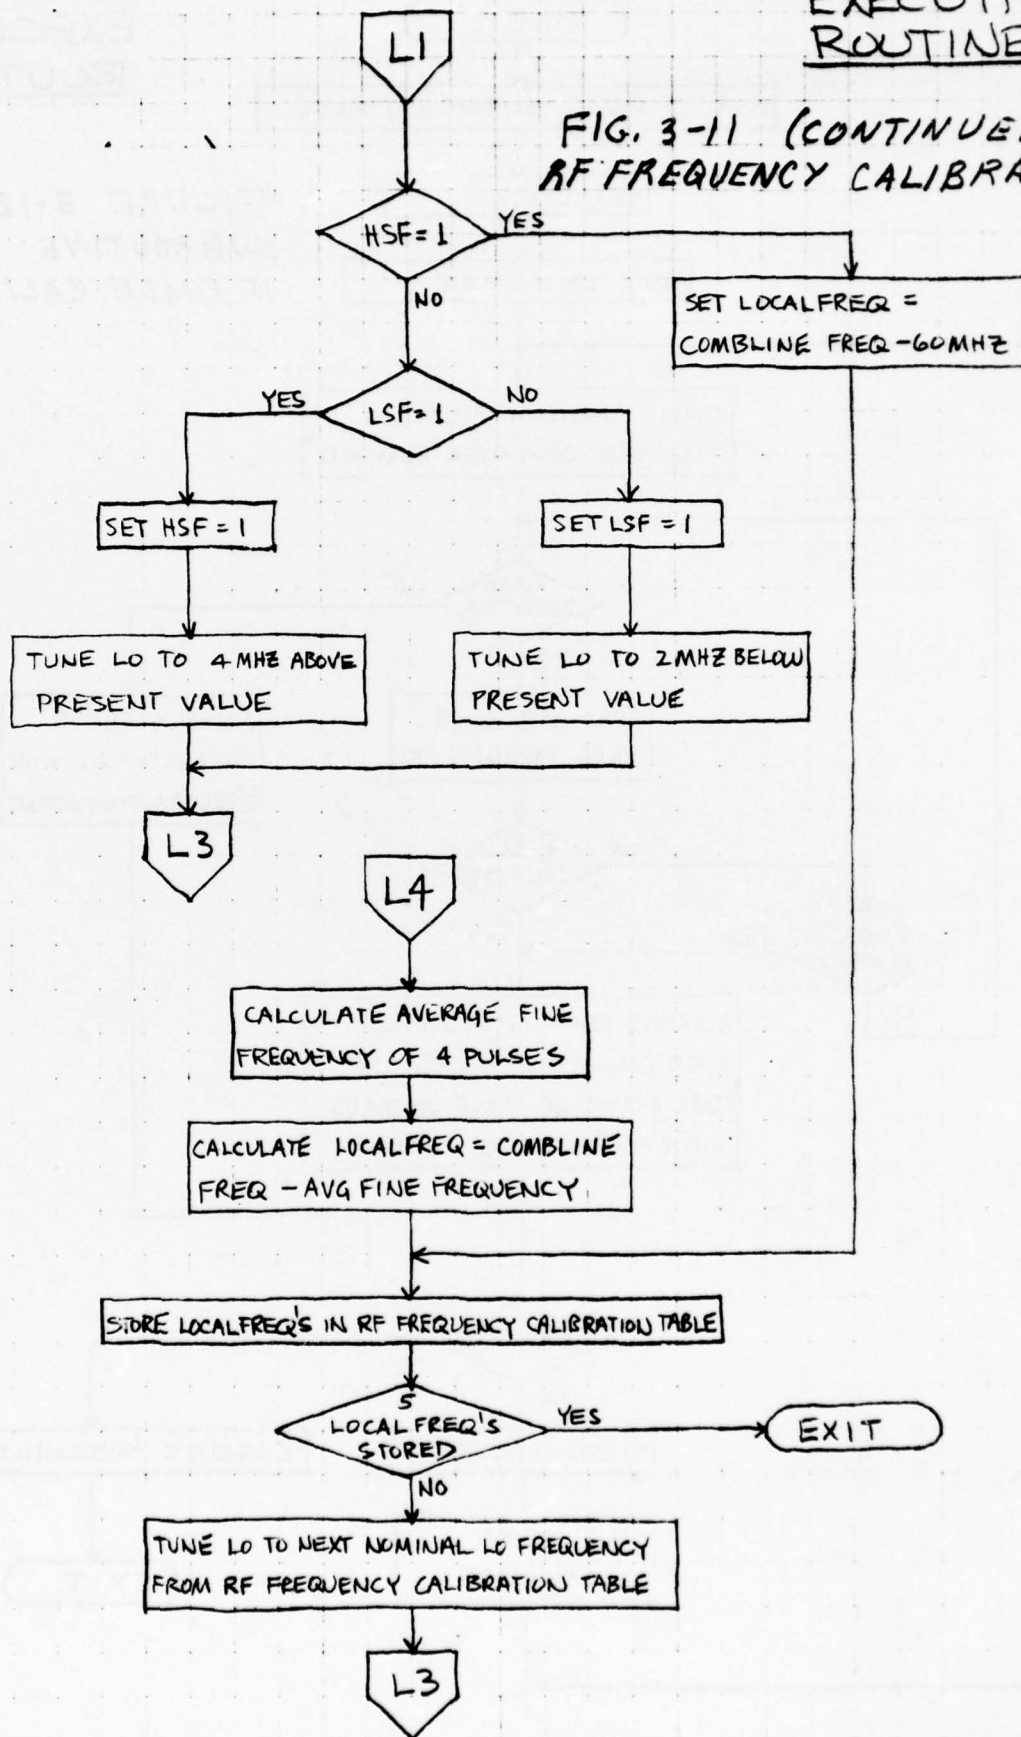 EXECUTI
ROUTINE
FIG. 3-11 (CONTINUE
RF FREQUENCY CALIBRA
L1
HSF=1
YES
NO
SET LOCALFREQ =
COMBLINE FREQ-60MHZ
LSF=1
YES
NO
SET HSF = 1
SET LSF = 1
TUNE LO TO 4 MHZ ABOVE
PRESENT VALUE
TUNE LO TO 2 MHZ BELOW
PRESENT VALUE
L3
L4
CALCULATE AVERAGE FINE
FREQUENCY OF 4 PULSES
CALCULATE LOCALFREQ = COMBLINE
FREQ - AVG FINE FREQUENCY
STORE LOCALFREQ'S IN RF FREQUENCY CALIBRATION TABLE
5
LOCALFREQ'S
STORED
YES
EXIT
NO
TUNE LO TO NEXT NOMINAL LO FREQUENCY
FROM RF FREQUENCY CALIBRATION TABLE
L3